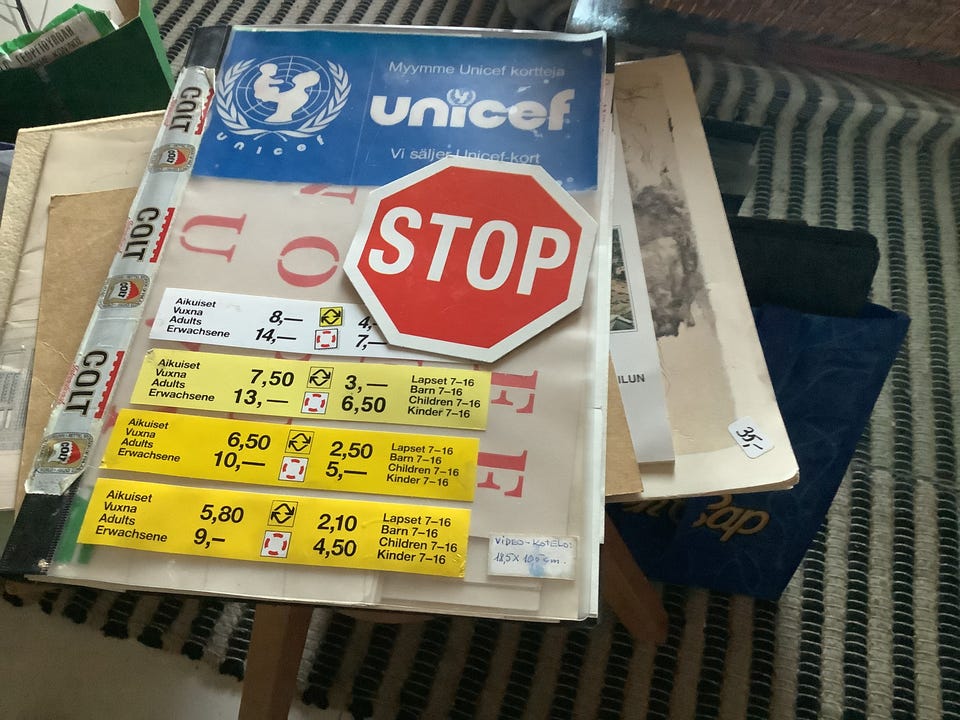 Myymme Unicef kortteja
unicef
unicef
Vi säljer Unicef-kort
STOP
COLT
COLT
COLT
Aikuiset
Vuxna
Adults
Erwachsene
8,—
14,—
4,
7,—
Aikuiset
Vuxna
Adults
Erwachsene
7,50
13,—
3,—
6,50
Lapset 7–16
Barn 7–16
Children 7–16
Kinder 7–16
Aikuiset
Vuxna
Adults
Erwachsene
6,50
10,—
2,50
5,—
Lapset 7–16
Barn 7–16
Children 7–16
Kinder 7–16
Aikuiset
Vuxna
Adults
Erwachsene
5,80
9,—
2,10
4,50
Lapset 7–16
Barn 7–16
Children 7–16
Kinder 7–16
VIDEO-KOTELO:
ILUN
35,-